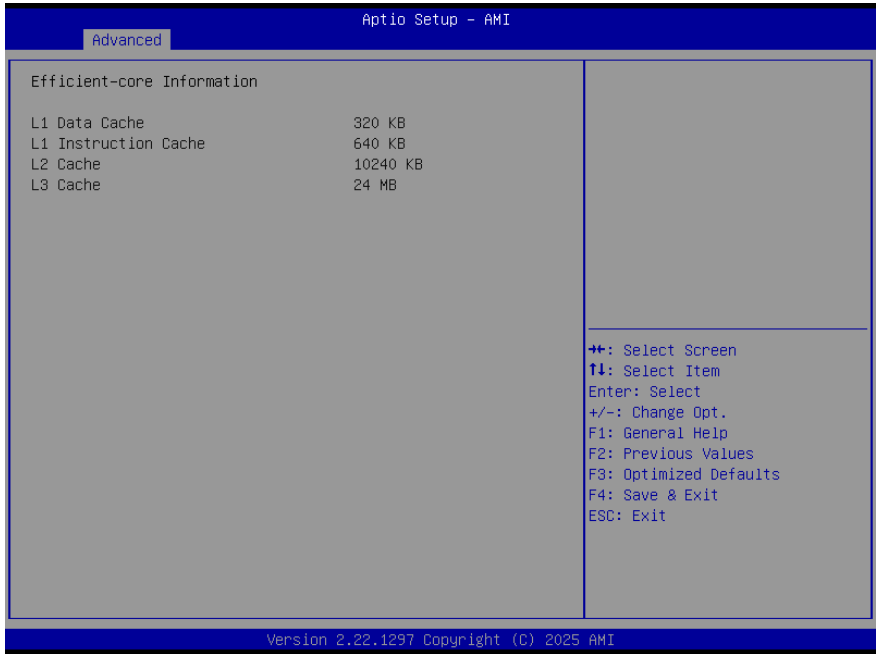 Aptio Setup – AMI
Advanced
Efficient-core Information
L1 Data Cache 320 KB
L1 Instruction Cache 640 KB
L2 Cache 10240 KB
L3 Cache 24 MB
→←: Select Screen
↑↓: Select Item
Enter: Select
+/-: Change Opt.
F1: General Help
F2: Previous Values
F3: Optimized Defaults
F4: Save & Exit
ESC: Exit
Version 2.22.1297 Copyright (C) 2025 AMI